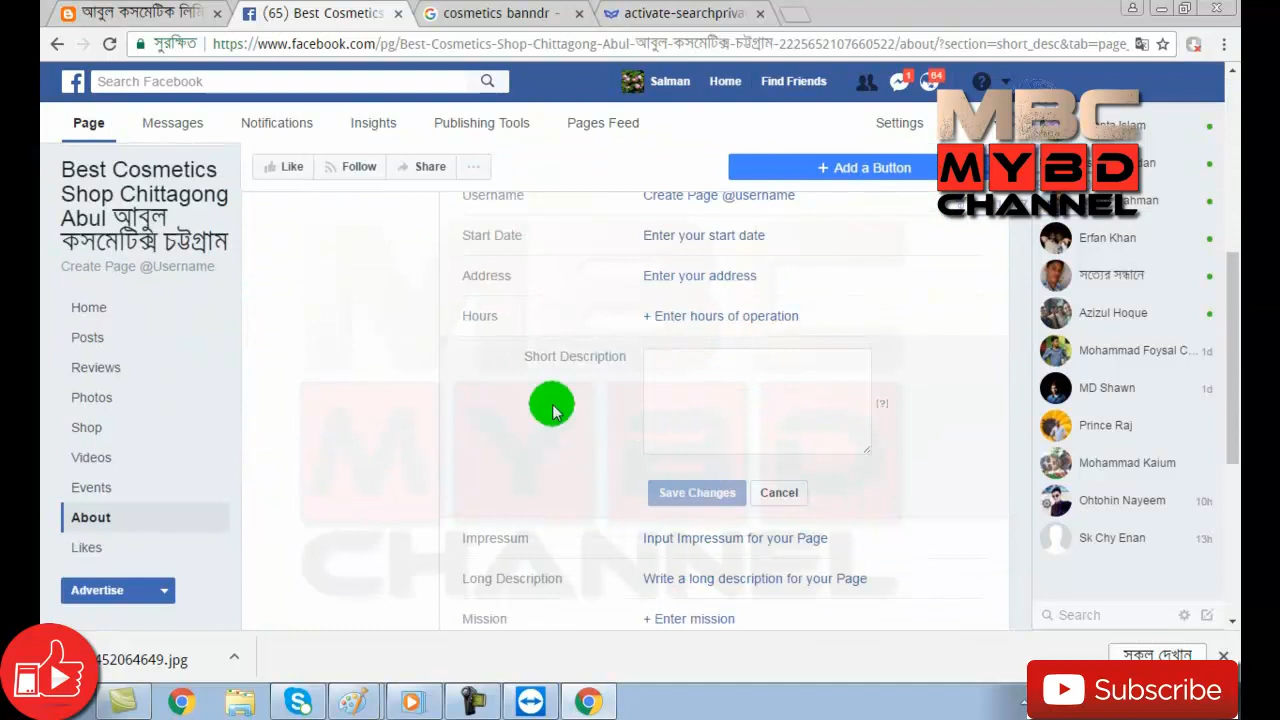 আবুল কসমেটিক লিমি
(65) Best Cosmetics
cosmetics banndr -
activate-searchpriva
সুরক্ষিত
https://www.facebook.com/pg/Best-Cosmetics-Shop-Chittagong-Abul-আবুল-কসমেটিক্স-চট্টগ্রাম-2225652107660522/about/?section=short_desc&tab=page_
Search Facebook
Salman
Home
Find Friends
1
64
Page
Messages
Notifications
Insights
Publishing Tools
Pages Feed
Settings
MBC
MYBD
CHANNEL
Best Cosmetics
Shop Chittagong
Abul আবুল
কসমেটিক্স চট্টগ্রাম
Create Page @Username
Like
Follow
Share
+ Add a Button
Home
Posts
Reviews
Photos
Shop
Videos
Events
About
Likes
Advertise
Username
Create Page @username
Start Date
Enter your start date
Address
Enter your address
Hours
+ Enter hours of operation
Short Description
[?]
Save Changes
Cancel
Impressum
Input Impressum for your Page
Long Description
Write a long description for your Page
Mission
+ Enter mission
MBC
MYBD
CHANNEL
Islam
Erfan Khan
সত্যের সন্ধানে
Azizul Hoque
Mohammad Foysal C... 1d
MD Shawn 1d
Prince Raj
Mohammad Kaium
Ohtohin Nayeem 10h
Sk Chy Enan 13h
Search
452064649.jpg
সকল দেখান
Subscribe